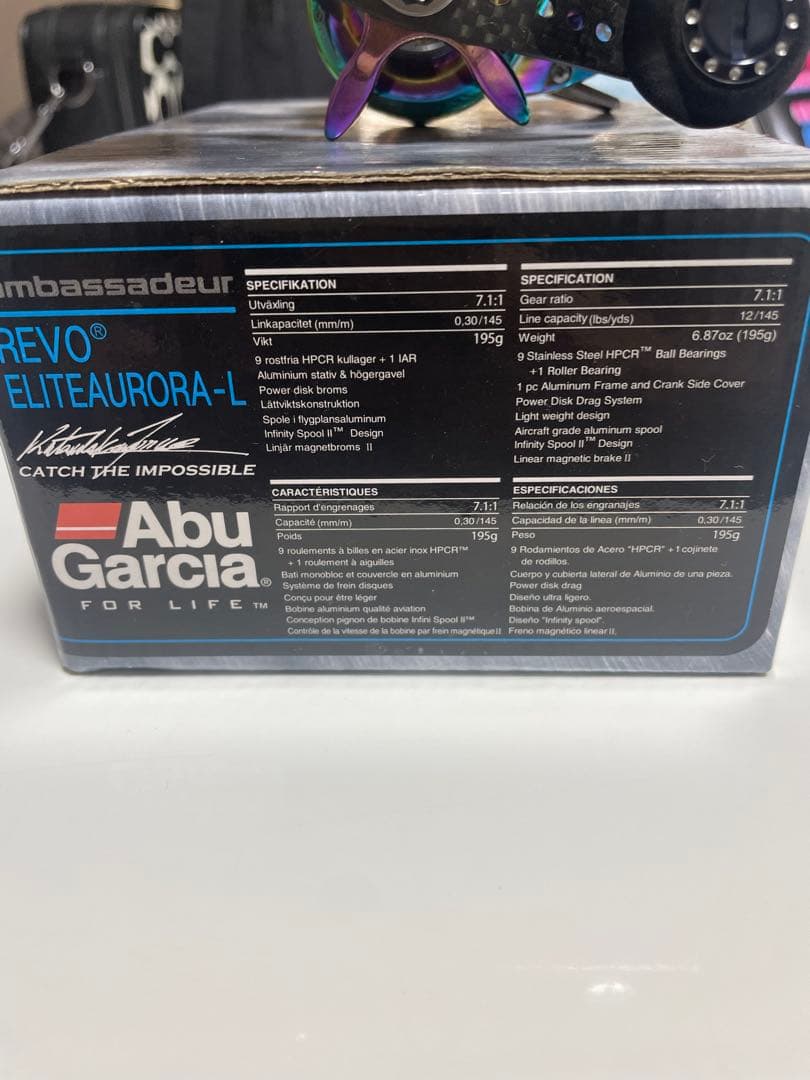 ambassadeur
REVO®
ELITEAURORA-L
CATCH THE IMPOSSIBLE
Abu
Garcia®
FOR LIFE™
SPECIFIKATION
Utväxling 7.1:1
Linkapacitet (mm/m) 0,30/145
Vikt 195g
9 rostfria HPCR kullager + 1 IAR
Aluminium stativ & högergavel
Power disk broms
Lättviktskonstruktion
Spole i flygplansaluminum
Infinity Spool II™ Design
Linjär magnetbroms II
SPECIFICATION
Gear ratio 7.1:1
Line capacity (lbs/yds) 12/145
Weight 6.87oz (195g)
9 Stainless Steel HPCR™ Ball Bearings
+1 Roller Bearing
1 pc Aluminum Frame and Crank Side Cover
Power Disk Drag System
Light weight design
Aircraft grade aluminum spool
Infinity Spool II™ Design
Linear magnetic brake II
CARACTÉRISTIQUES
Rapport d'engrenages 7.1:1
Capacité (mm/m) 0,30/145
Poids 195g
9 roulements à billes en acier inox HPCR™
+ 1 roulement à aiguilles
Bati monobloc et couvercle en aluminium
Système de frein disques
Conçu pour être léger
Bobine aluminium qualité aviation
Conception pignon de bobine Infini Spool II™
Contrôle de la vitesse de la bobine par frein magnétique II
ESPECIFICACIONES
Relación de los engranajes 7.1:1
Capacidad de la linea (mm/m) 0,30/145
Peso 195g
9 Rodamientos de Acero "HPCR" +1 cojinete
de rodillos.
Cuerpo y cubierta lateral de Aluminio de una pieza.
Power disk drag
Diseño ultra ligero.
Bobina de Aluminio aeroespacial.
Diseño "Infinity spool".
Freno magnético linear II.